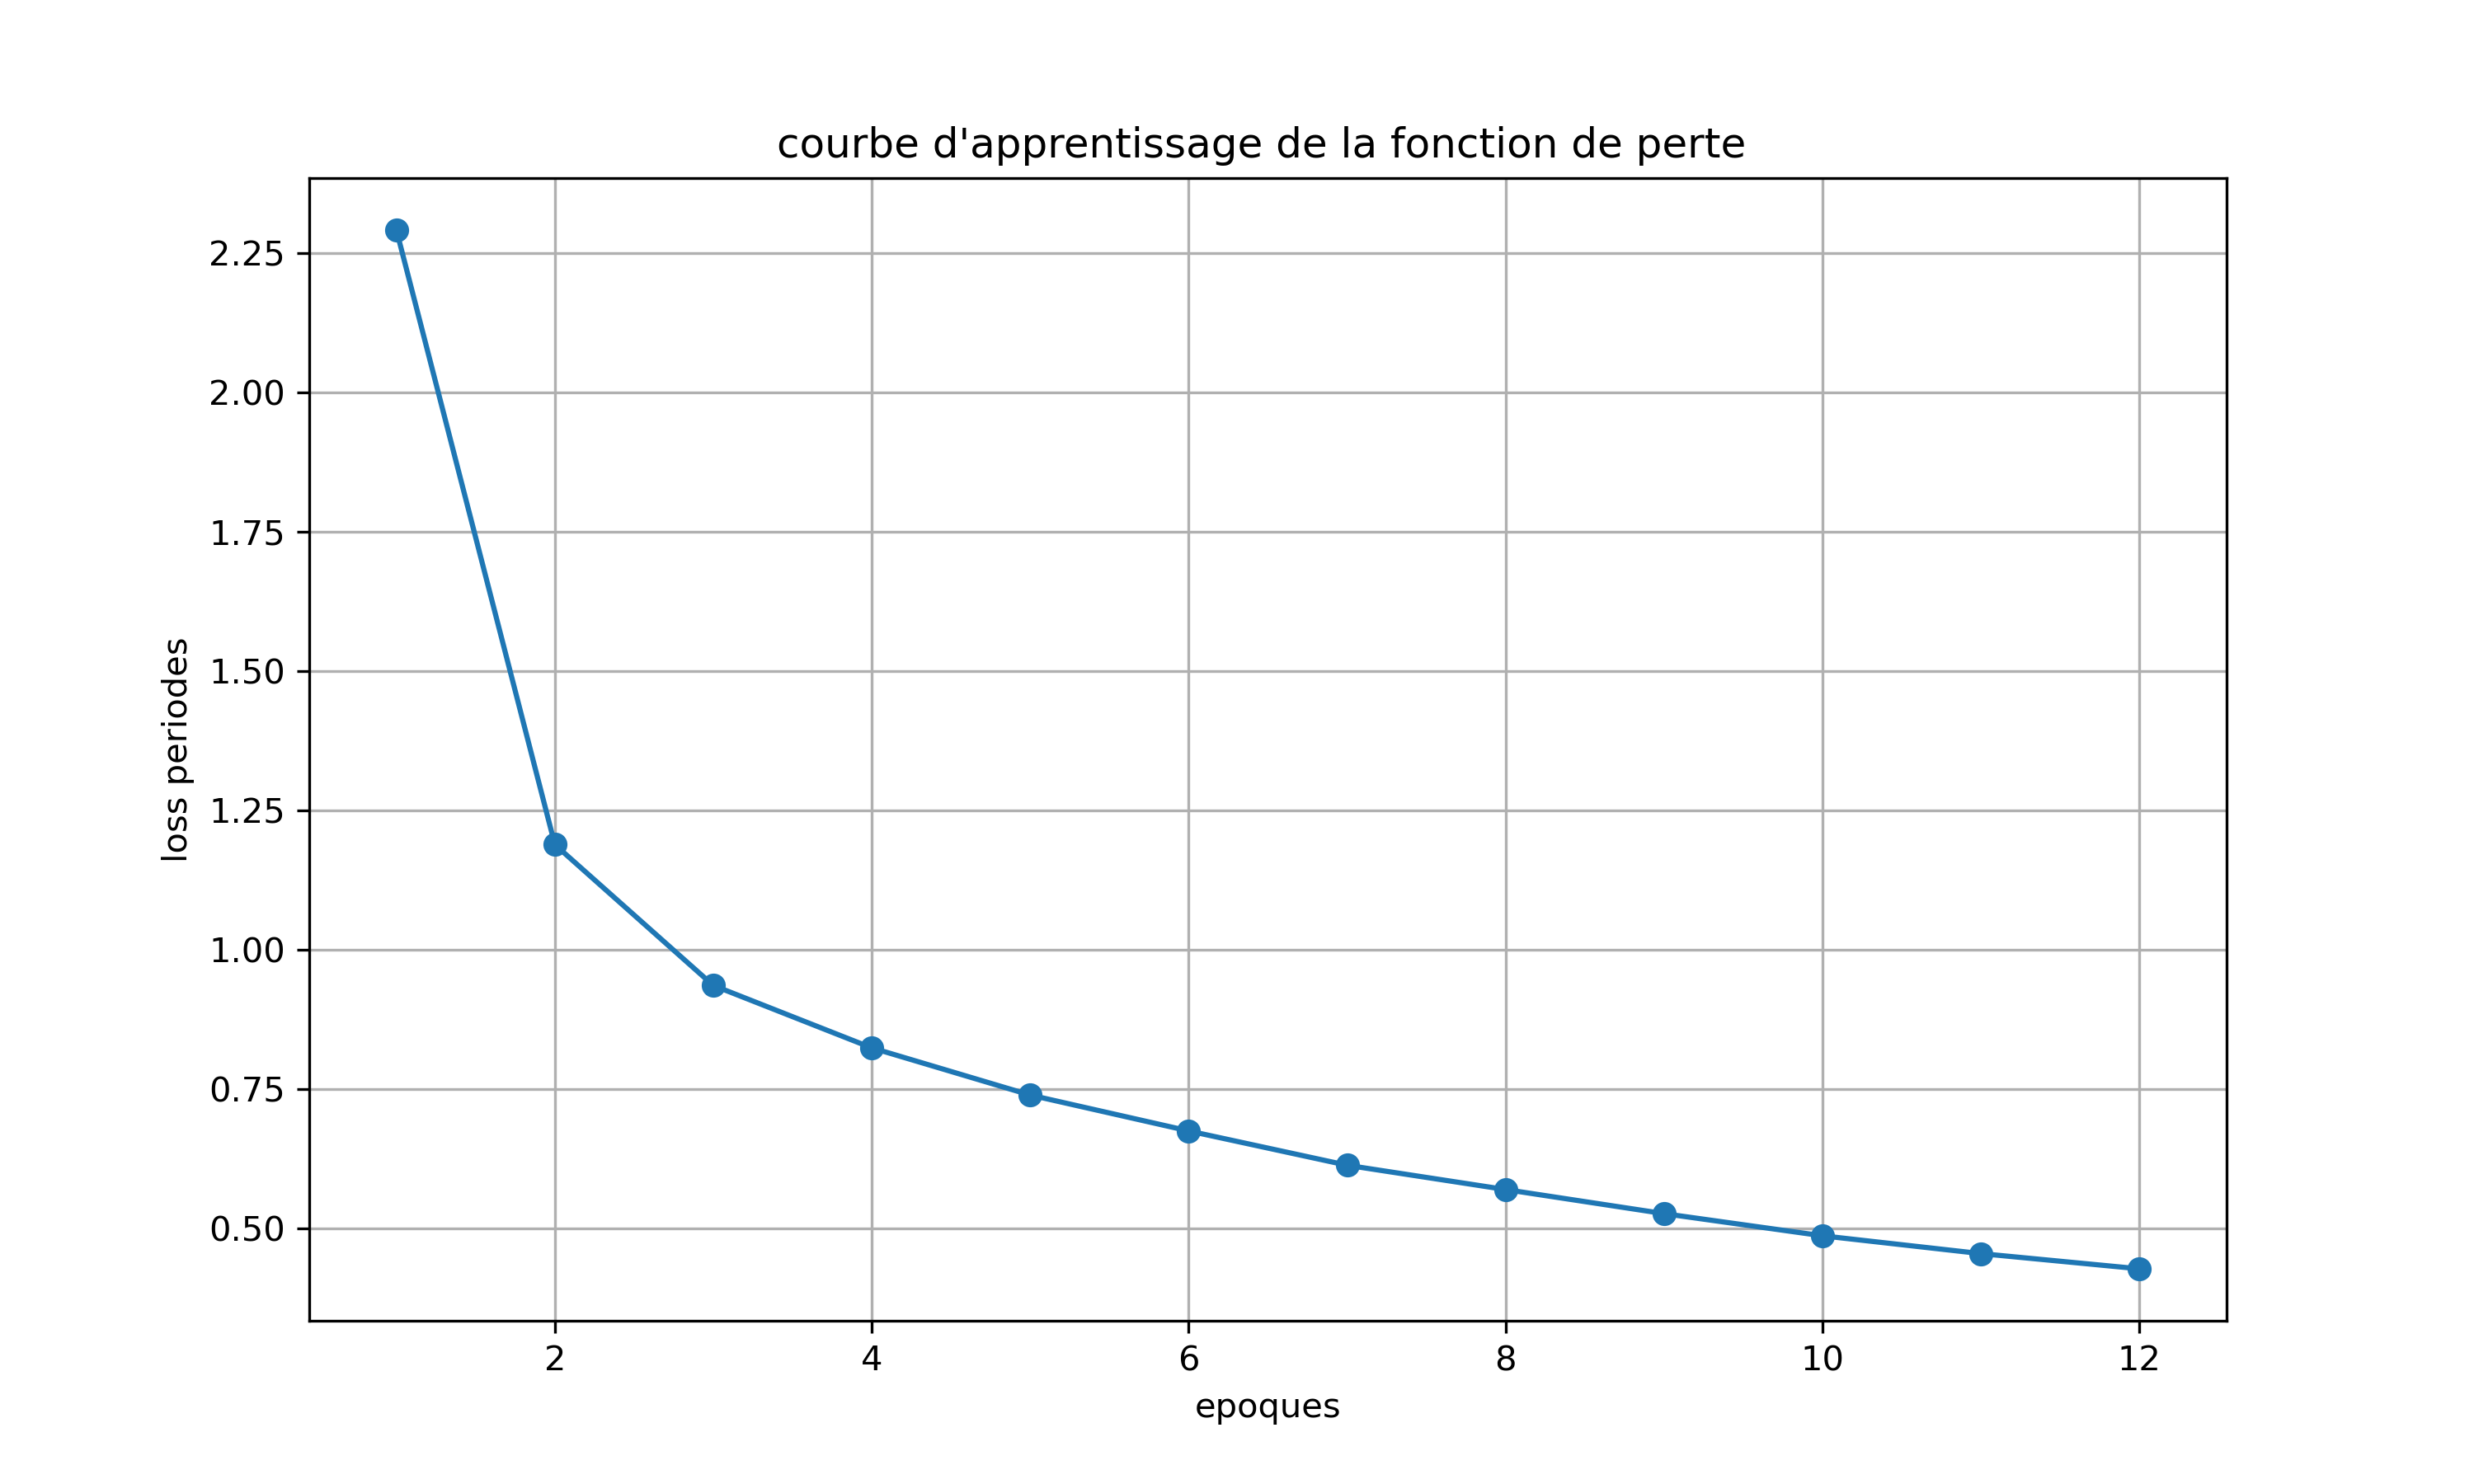 courbe d'apprentissage de la fonction de perte
2.25
2.00
1.75
1.50
1.25
1.00
0.75
0.50
loss periodes
2 4 6 8 10 12
epoques